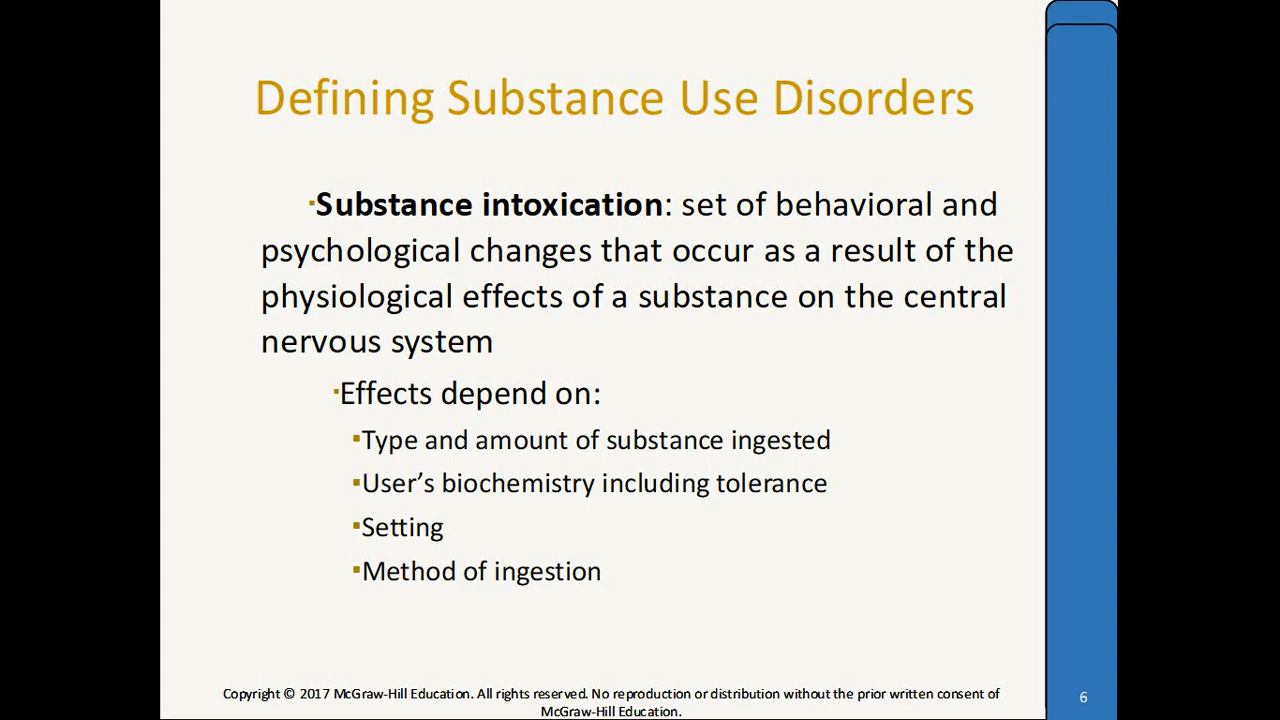 Defining Substance Use Disorders
▪Substance intoxication: set of behavioral and
psychological changes that occur as a result of the
physiological effects of a substance on the central
nervous system
▪Effects depend on:
▪Type and amount of substance ingested
▪User’s biochemistry including tolerance
▪Setting
▪Method of ingestion
Copyright © 2017 McGraw-Hill Education. All rights reserved. No reproduction or distribution without the prior written consent of
McGraw-Hill Education.
6